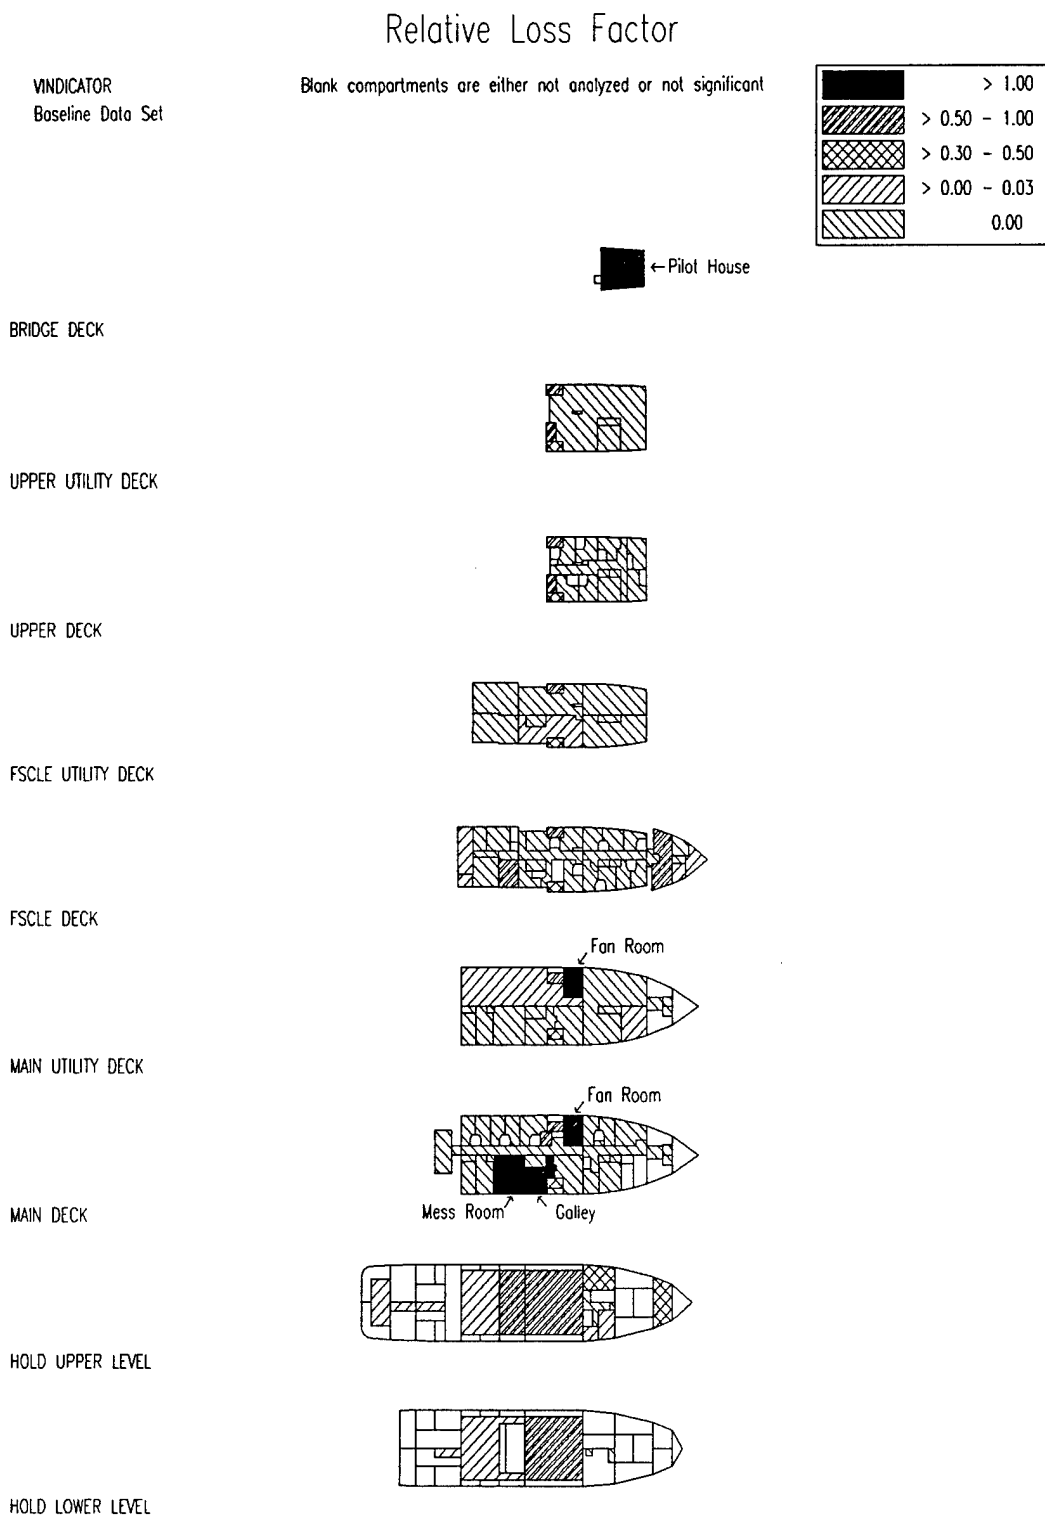 Relative Loss Factor
VINDICATOR
Baseline Data Set
Blank compartments are either not analyzed or not significant
> 1.00
> 0.50 - 1.00
> 0.30 - 0.50
> 0.00 - 0.03
0.00
←Pilot House
BRIDGE DECK
UPPER UTILITY DECK
UPPER DECK
FSCLE UTILITY DECK
FSCLE DECK
Fan Room
MAIN UTILITY DECK
Fan Room
Mess Room
Galley
MAIN DECK
HOLD UPPER LEVEL
HOLD LOWER LEVEL